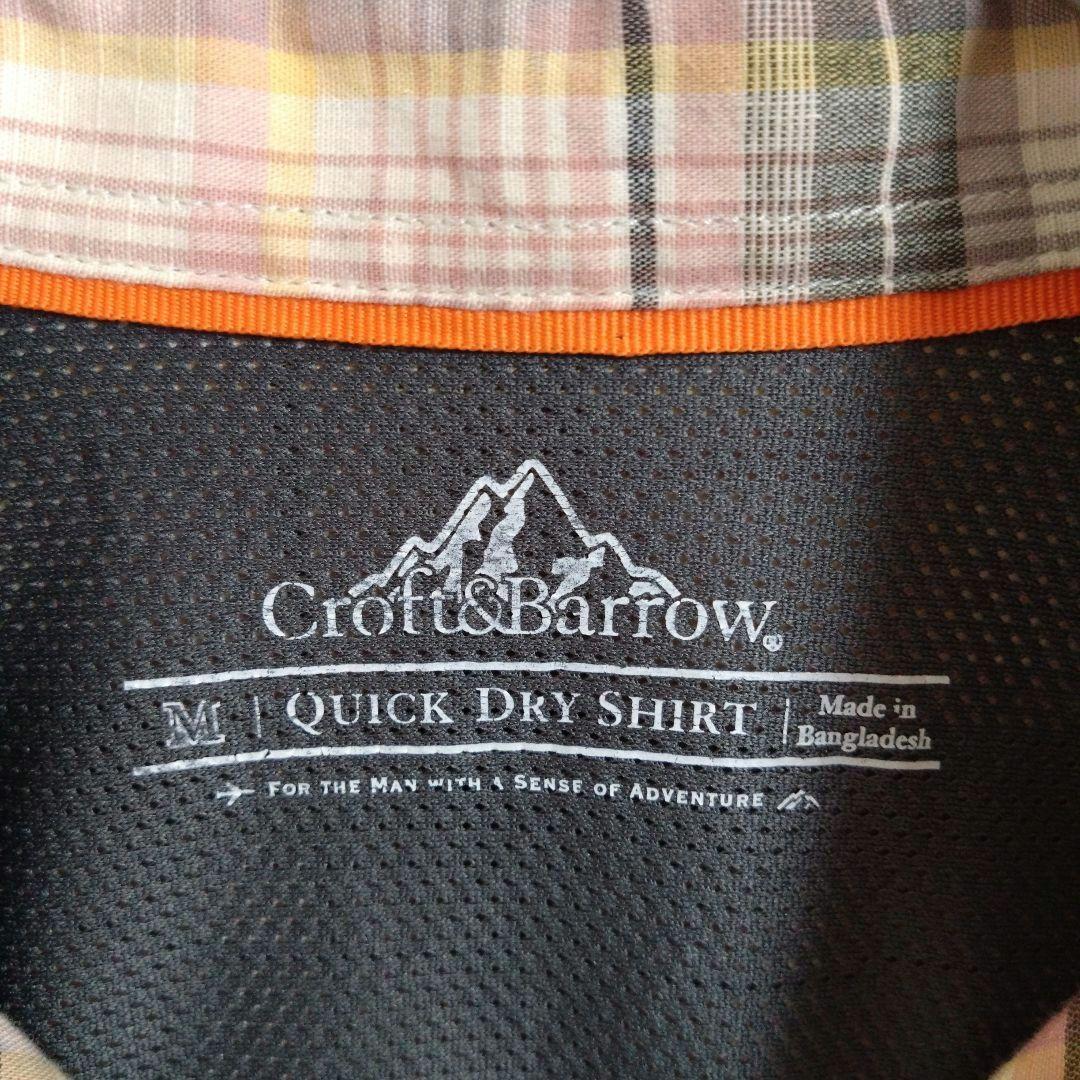 Croft&Barrow®
M | QUICK DRY SHIRT | Made in Bangladesh
FOR THE MAN WITH A SENSE OF ADVENTURE